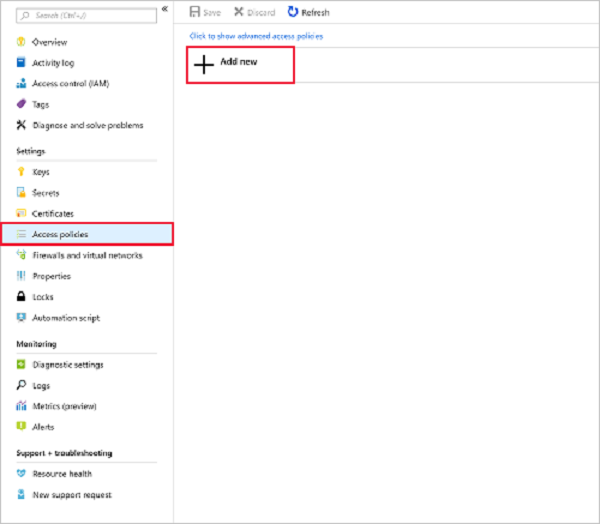 Search (Ctrl+/)
«
Overview
Activity log
Access control (IAM)
Tags
Diagnose and solve problems
Settings
Keys
Secrets
Certificates
Access policies
Firewalls and virtual networks
Properties
Locks
Automation script
Monitoring
Diagnostic settings
Logs
Metrics (preview)
Alerts
Support + troubleshooting
Resource health
New support request
Save Discard Refresh
Click to show advanced access policies
Add new